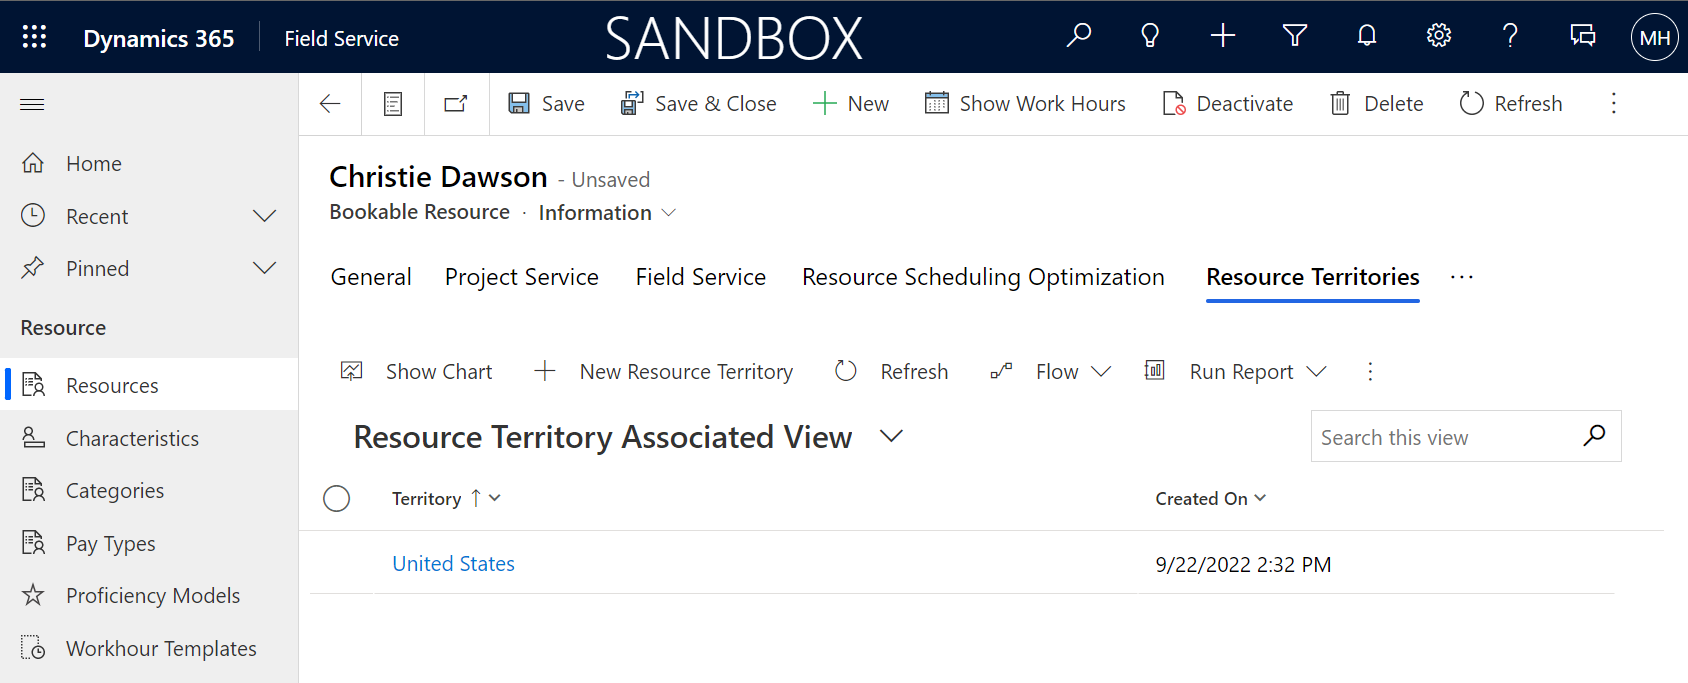 Dynamics 365 Field Service SANDBOX MH
Save Save & Close New Show Work Hours Deactivate Delete Refresh
Home
Recent
Pinned
Resource
Resources
Characteristics
Categories
Pay Types
Proficiency Models
Workhour Templates
Christie Dawson - Unsaved
Bookable Resource · Information
General Project Service Field Service Resource Scheduling Optimization Resource Territories ...
Show Chart New Resource Territory Refresh Flow Run Report
Resource Territory Associated View Search this view
Territory ↑ Created On
United States 9/22/2022 2:32 PM